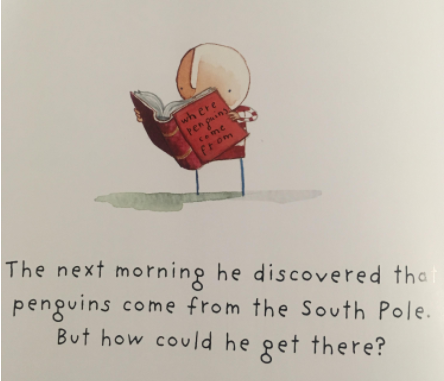 where
penguins
come
from
The next morning he discovered that
penguins come from the South Pole.
But how could he get there?